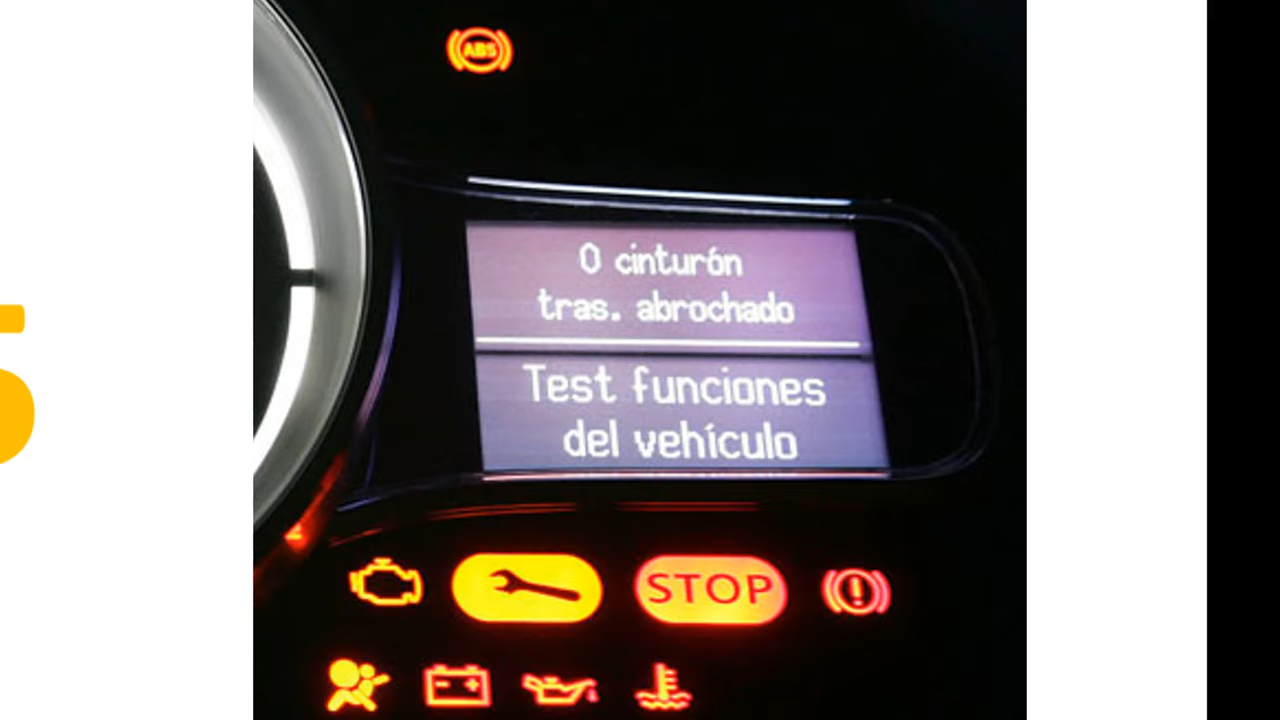 ABS
0 cinturón
tras. abrochado
Test funciones
del vehículo
STOP